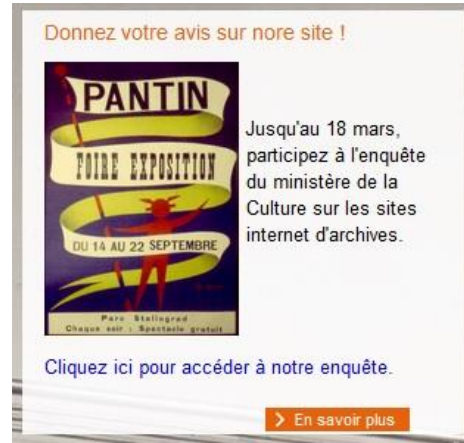 Donnez votre avis sur nore site !
PANTIN
FOIRE EXPOSITION
DU 14 AU 22 SEPTEMBRE
Parc Stalingrad
Chaque soir : Spectacle gratuit
Jusqu'au 18 mars,
participez à l'enquête
du ministère de la
Culture sur les sites
internet d'archives.
Cliquez ici pour accéder à notre enquête.
> En savoir plus